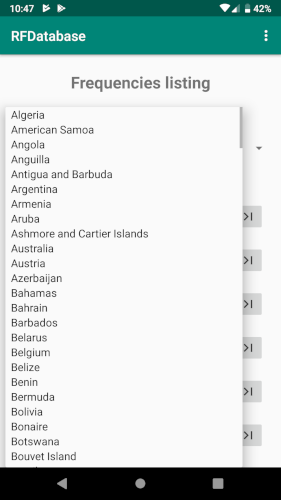 10:47
42%
RFDatabase
Frequencies listing
Algeria
American Samoa
Angola
Anguilla
Antigua and Barbuda
Argentina
Armenia
Aruba
Ashmore and Cartier Islands
Australia
Austria
Azerbaijan
Bahamas
Bahrain
Barbados
Belarus
Belgium
Belize
Benin
Bermuda
Bolivia
Bonaire
Botswana
Bouvet Island